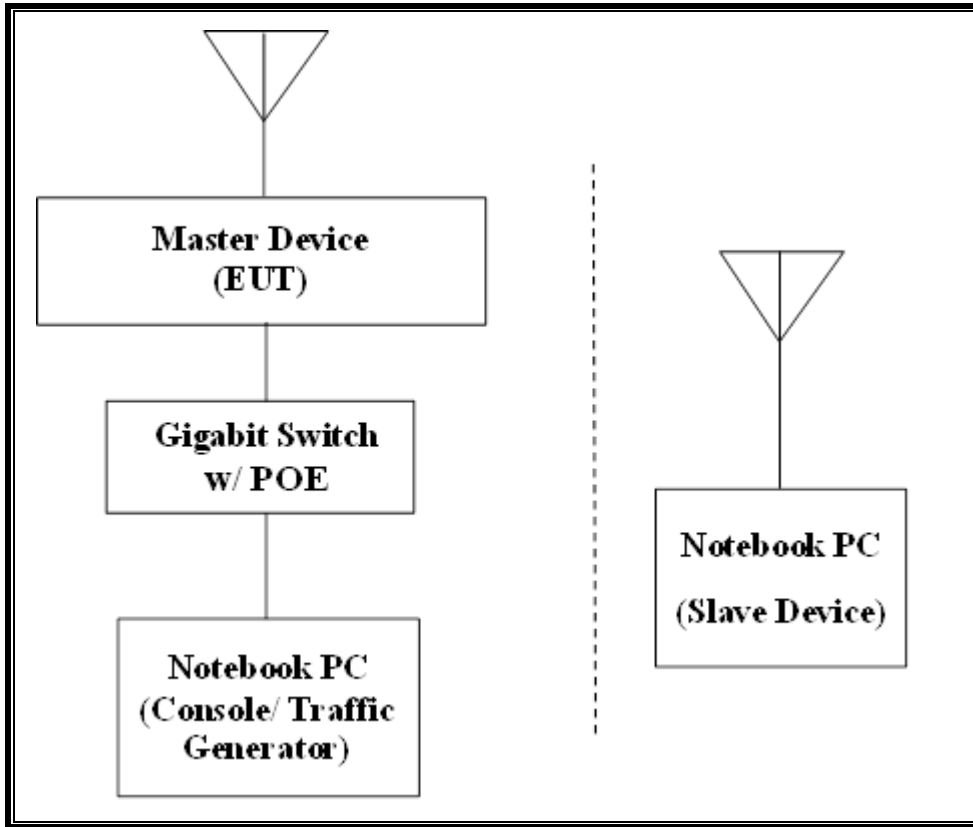 Master Device
(EUT)
Gigabit Switch
w/ POE
Notebook PC
(Console/ Traffic
Generator)
Notebook PC
(Slave Device)